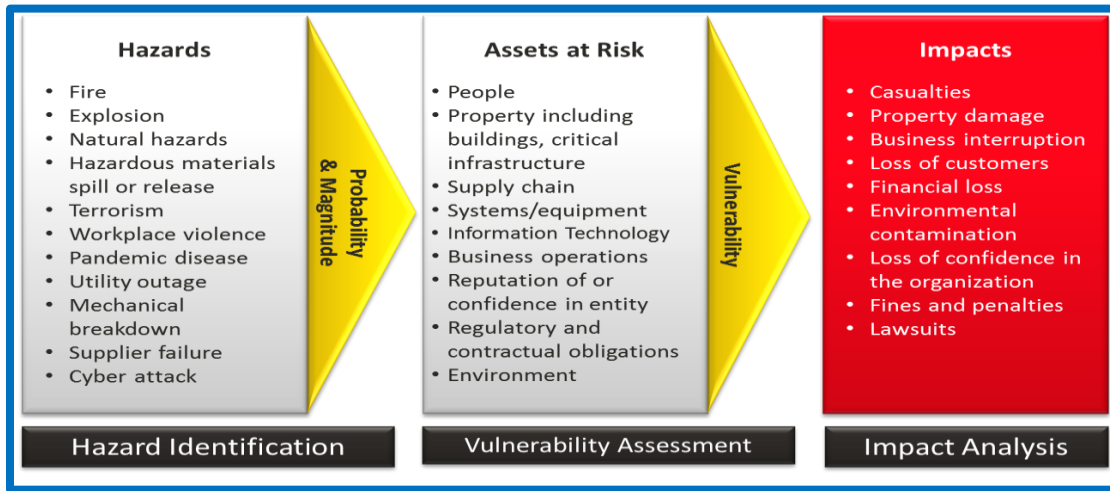 Hazards
• Fire
• Explosion
• Natural hazards
• Hazardous materials
spill or release
• Terrorism
• Workplace violence
• Pandemic disease
• Utility outage
• Mechanical
breakdown
• Supplier failure
• Cyber attack
Probability
& Magnitude
Assets at Risk
• People
• Property including
buildings, critical
infrastructure
• Supply chain
• Systems/equipment
• Information Technology
• Business operations
• Reputation of or
confidence in entity
• Regulatory and
contractual obligations
• Environment
Vulnerability
Impacts
• Casualties
• Property damage
• Business interruption
• Loss of customers
• Financial loss
• Environmental
contamination
• Loss of confidence in
the organization
• Fines and penalties
• Lawsuits
Hazard Identification
Vulnerability Assessment
Impact Analysis